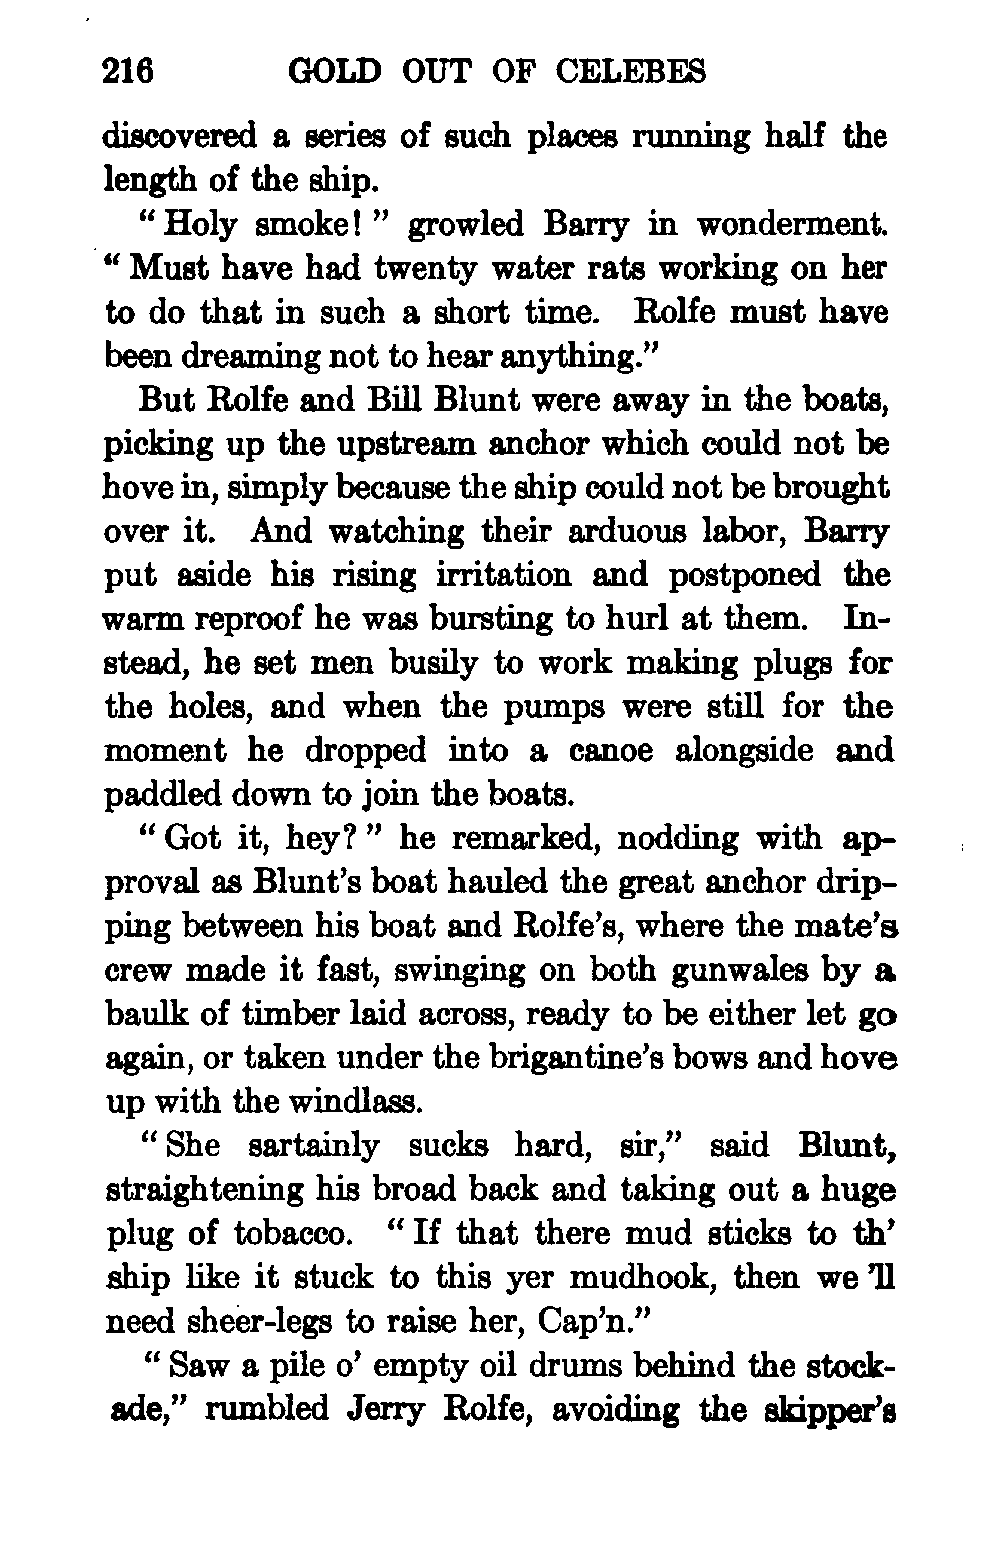 216 GOLD OUT OF CELEBES
discovered a series of such places running half the
length of the ship.
“ Holy smoke! ” growled Barry in wonderment.
“ Must have had twenty water rats working on her
to do that in such a short time. Rolfe must have
been dreaming not to hear anything.”
But Rolfe and Bill Blunt were away in the boats,
picking up the upstream anchor which could not be
hove in, simply because the ship could not be brought
over it. And watching their arduous labor, Barry
put aside his rising irritation and postponed the
warm reproof he was bursting to hurl at them. In-
stead, he set men busily to work making plugs for
the holes, and when the pumps were still for the
moment he dropped into a canoe alongside and
paddled down to join the boats.
“ Got it, hey? ” he remarked, nodding with ap-
proval as Blunt’s boat hauled the great anchor drip-
ping between his boat and Rolfe’s, where the mate’s
crew made it fast, swinging on both gunwales by a
baulk of timber laid across, ready to be either let go
again, or taken under the brigantine’s bows and hove
up with the windlass.
“ She sartainly sucks hard, sir,” said Blunt,
straightening his broad back and taking out a huge
plug of tobacco. “ If that there mud sticks to th’
ship like it stuck to this yer mudhook, then we ’ll
need sheer-legs to raise her, Cap’n.”
“ Saw a pile o’ empty oil drums behind the stock-
ade,” rumbled Jerry Rolfe, avoiding the skipper’s